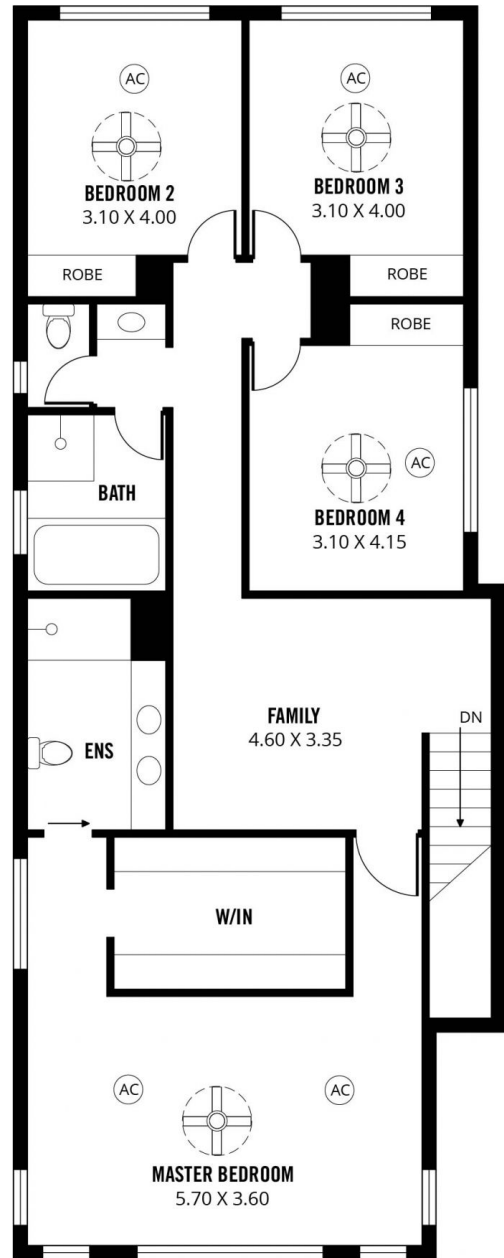 AC
AC
BEDROOM 2
3.10 X 4.00
BEDROOM 3
3.10 X 4.00
ROBE
ROBE
ROBE
BATH
AC
BEDROOM 4
3.10 X 4.15
FAMILY
4.60 X 3.35
DN
ENS
W/IN
AC
AC
MASTER BEDROOM
5.70 X 3.60